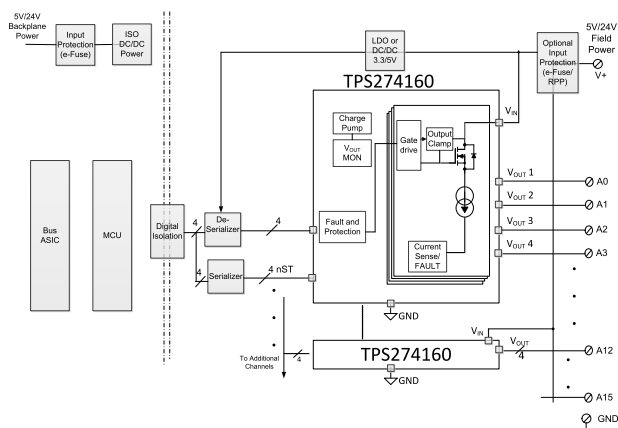 5V/24V
Backplane
Power
Input
Protection
(e-Fuse)
ISO
DC/DC
Power
LDO or
DC/DC
3.3/5V
Optional
Input
Protection
(e-Fuse/
RPP)
5V/24V
Field
Power
V+
TPS274160
VIN
Charge
Pump
VOUT
MON
Gate
drive
Output
Clamp
Fault and
Protection
Current
Sense/
FAULT
VOUT 1
VOUT 2
VOUT 3
VOUT 4
A0
A1
A2
A3
Bus
ASIC
MCU
Digital
Isolation
4
De-
Serializer
4
4
Serializer
4 nST
GND
To Additional
Channels
4
VIN
TPS274160
VOUT
4
A12
GND
A15
GND